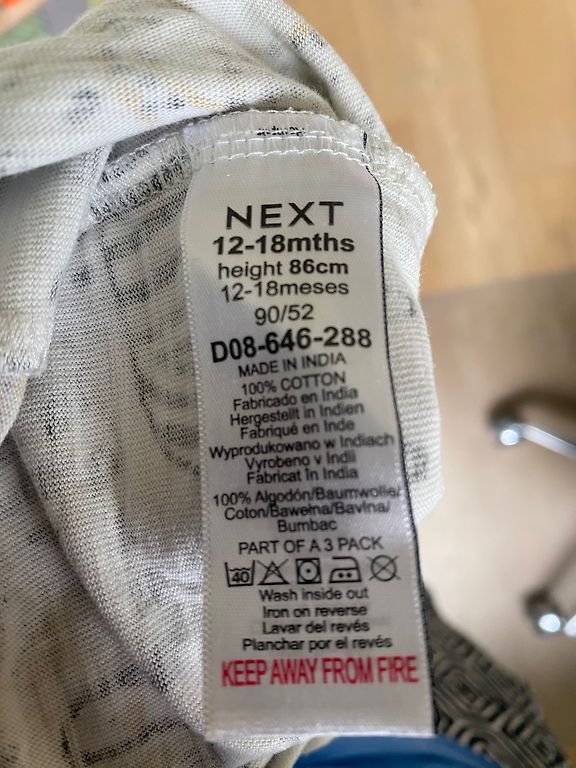 NEXT
12-18mths
height 86cm
12-18meses
90/52
D08-646-288
MADE IN INDIA
100% COTTON
Fabricado en India
Hergestellt in Indien
Fabriqué en Inde
Wyprodukowano w Indiach
Vyrobeno v Indii
Fabricat în India
100% Algodón/Baumwolle/
Coton/Bawełna/Bavlna/
Bumbac
PART OF A 3 PACK
40
Wash inside out
Iron on reverse
Lavar del revés
Planchar por el revés
KEEP AWAY FROM FIRE